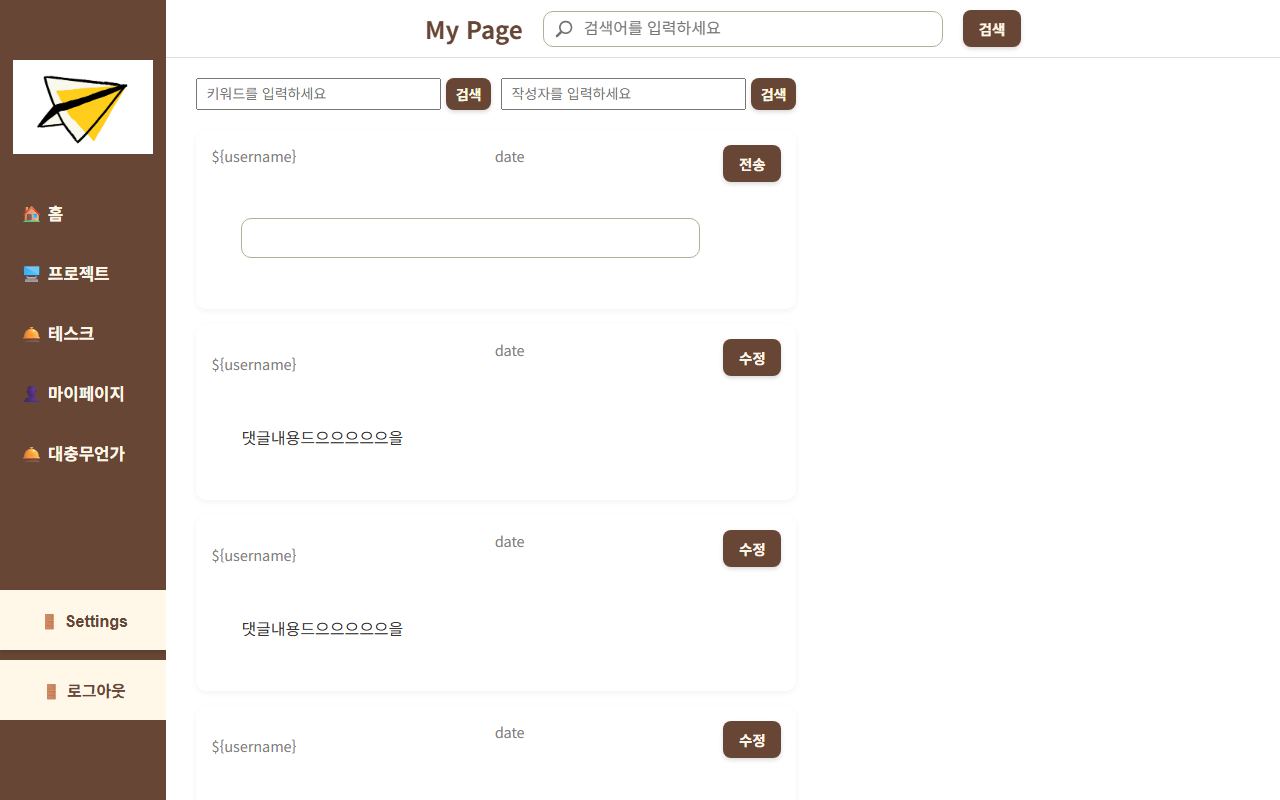 My Page
검색어를 입력하세요
검색
홈
프로젝트
테스크
마이페이지
대충무언가
Settings
로그아웃
키워드를 입력하세요
검색
작성자를 입력하세요
검색
${username}
date
전송
${username}
date
수정
댓글내용드으으으으으을
${username}
date
수정
댓글내용드으으으으으을
${username}
date
수정